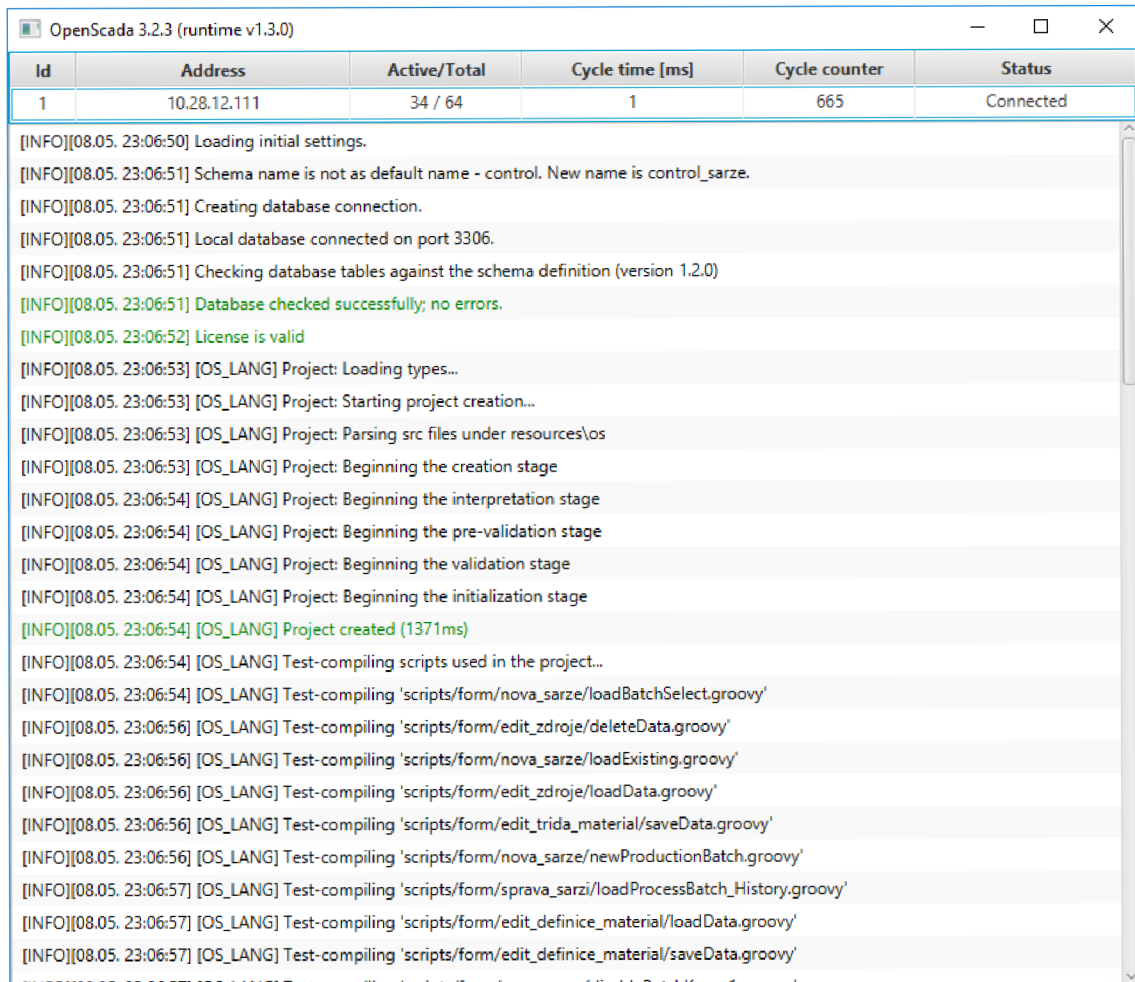 OpenScada 3.2.3 (runtime v1.3.0)
Id Address Active/Total Cycle time [ms] Cycle counter Status
1 10.28.12.111 34 / 64 1 665 Connected
[INFO][08.05. 23:06:50] Loading initial settings.
[INFO][08.05. 23:06:51] Schema name is not as default name - control. New name is control_sarze.
[INFO][08.05. 23:06:51] Creating database connection.
[INFO][08.05. 23:06:51] Local database connected on port 3306.
[INFO][08.05. 23:06:51] Checking database tables against the schema definition (version 1.2.0)
[INFO][08.05. 23:06:51] Database checked successfully; no errors.
[INFO][08.05. 23:06:52] License is valid
[INFO][08.05. 23:06:53] [OS_LANG] Project: Loading types...
[INFO][08.05. 23:06:53] [OS_LANG] Project: Starting project creation...
[INFO][08.05. 23:06:53] [OS_LANG] Project: Parsing src files under resources\os
[INFO][08.05. 23:06:53] [OS_LANG] Project: Beginning the creation stage
[INFO][08.05. 23:06:54] [OS_LANG] Project: Beginning the interpretation stage
[INFO][08.05. 23:06:54] [OS_LANG] Project: Beginning the pre-validation stage
[INFO][08.05. 23:06:54] [OS_LANG] Project: Beginning the validation stage
[INFO][08.05. 23:06:54] [OS_LANG] Project: Beginning the initialization stage
[INFO][08.05. 23:06:54] [OS_LANG] Project created (1371ms)
[INFO][08.05. 23:06:54] [OS_LANG] Test-compiling scripts used in the project...
[INFO][08.05. 23:06:54] [OS_LANG] Test-compiling 'scripts/form/nova_sarze/loadBatchSelect.groovy'
[INFO][08.05. 23:06:56] [OS_LANG] Test-compiling 'scripts/form/edit_zdroje/deleteData.groovy'
[INFO][08.05. 23:06:56] [OS_LANG] Test-compiling 'scripts/form/nova_sarze/loadExisting.groovy'
[INFO][08.05. 23:06:56] [OS_LANG] Test-compiling 'scripts/form/edit_zdroje/loadData.groovy'
[INFO][08.05. 23:06:56] [OS_LANG] Test-compiling 'scripts/form/edit_trida_material/saveData.groovy'
[INFO][08.05. 23:06:56] [OS_LANG] Test-compiling 'scripts/form/nova_sarze/newProductionBatch.groovy'
[INFO][08.05. 23:06:57] [OS_LANG] Test-compiling 'scripts/form/sprava_sarzi/loadProcessBatch_History.groovy'
[INFO][08.05. 23:06:57] [OS_LANG] Test-compiling 'scripts/form/edit_definice_material/loadData.groovy'
[INFO][08.05. 23:06:57] [OS_LANG] Test-compiling 'scripts/form/edit_definice_material/saveData.groovy'